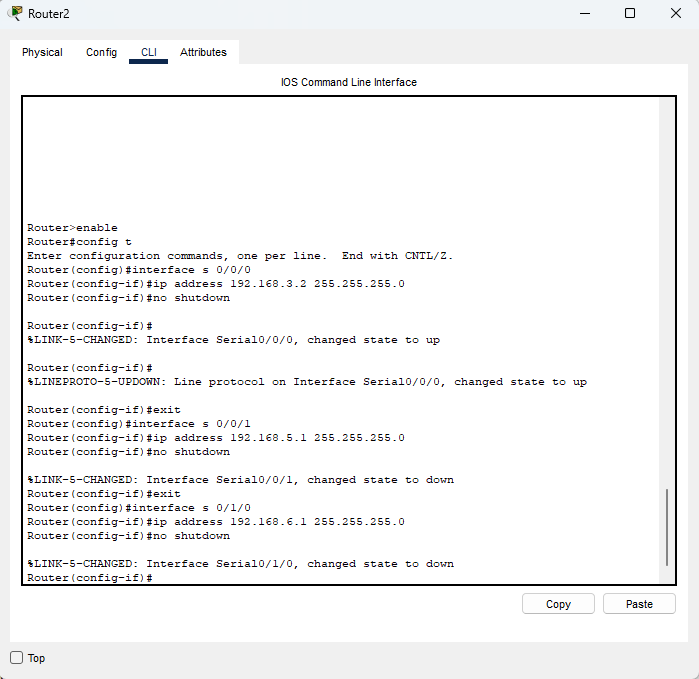 Router2
Physical Config CLI Attributes
IOS Command Line Interface
Router>enable
Router#config t
Enter configuration commands, one per line.  End with CNTL/Z.
Router(config)#interface s 0/0/0
Router(config-if)#ip address 192.168.3.2 255.255.255.0
Router(config-if)#no shutdown
Router(config-if)#
%LINK-5-CHANGED: Interface Serial0/0/0, changed state to up
Router(config-if)#
%LINEPROTO-5-UPDOWN: Line protocol on Interface Serial0/0/0, changed state to up
Router(config-if)#exit
Router(config)#interface s 0/0/1
Router(config-if)#ip address 192.168.5.1 255.255.255.0
Router(config-if)#no shutdown
%LINK-5-CHANGED: Interface Serial0/0/1, changed state to down
Router(config-if)#exit
Router(config)#interface s 0/1/0
Router(config-if)#ip address 192.168.6.1 255.255.255.0
Router(config-if)#no shutdown
%LINK-5-CHANGED: Interface Serial0/1/0, changed state to down
Router(config-if)#
Copy Paste
Top